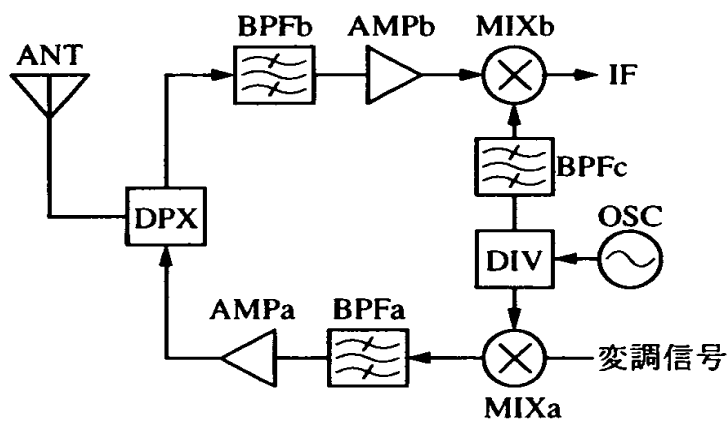 BPFb
AMPb
MIXb
ANT
IF
BPFc
DPX
OSC
DIV
AMPa
BPFa
変調信号
MIXa